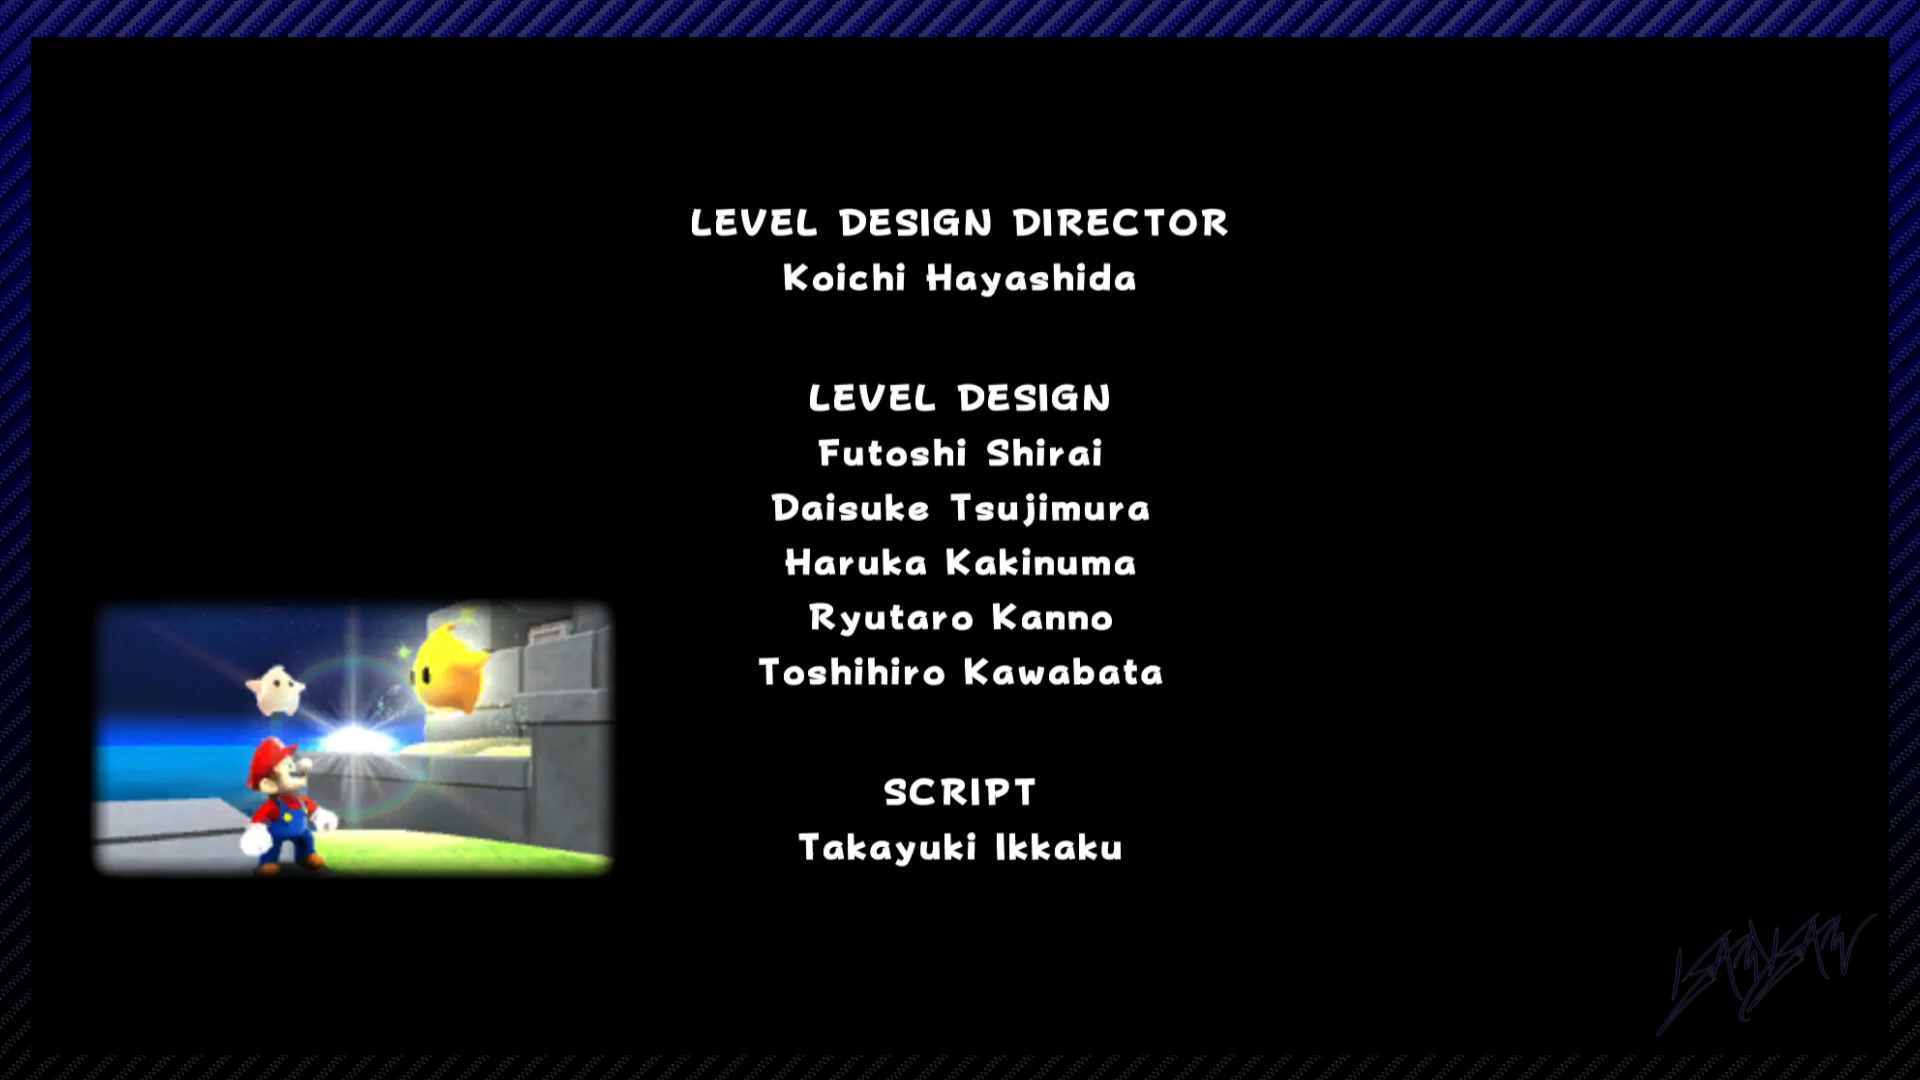 LEVEL DESIGN DIRECTOR
Koichi Hayashida
LEVEL DESIGN
Futoshi Shirai
Daisuke Tsujimura
Haruka Kakinuma
Ryutaro Kanno
Toshihiro Kawabata
SCRIPT
Takayuki Ikkaku